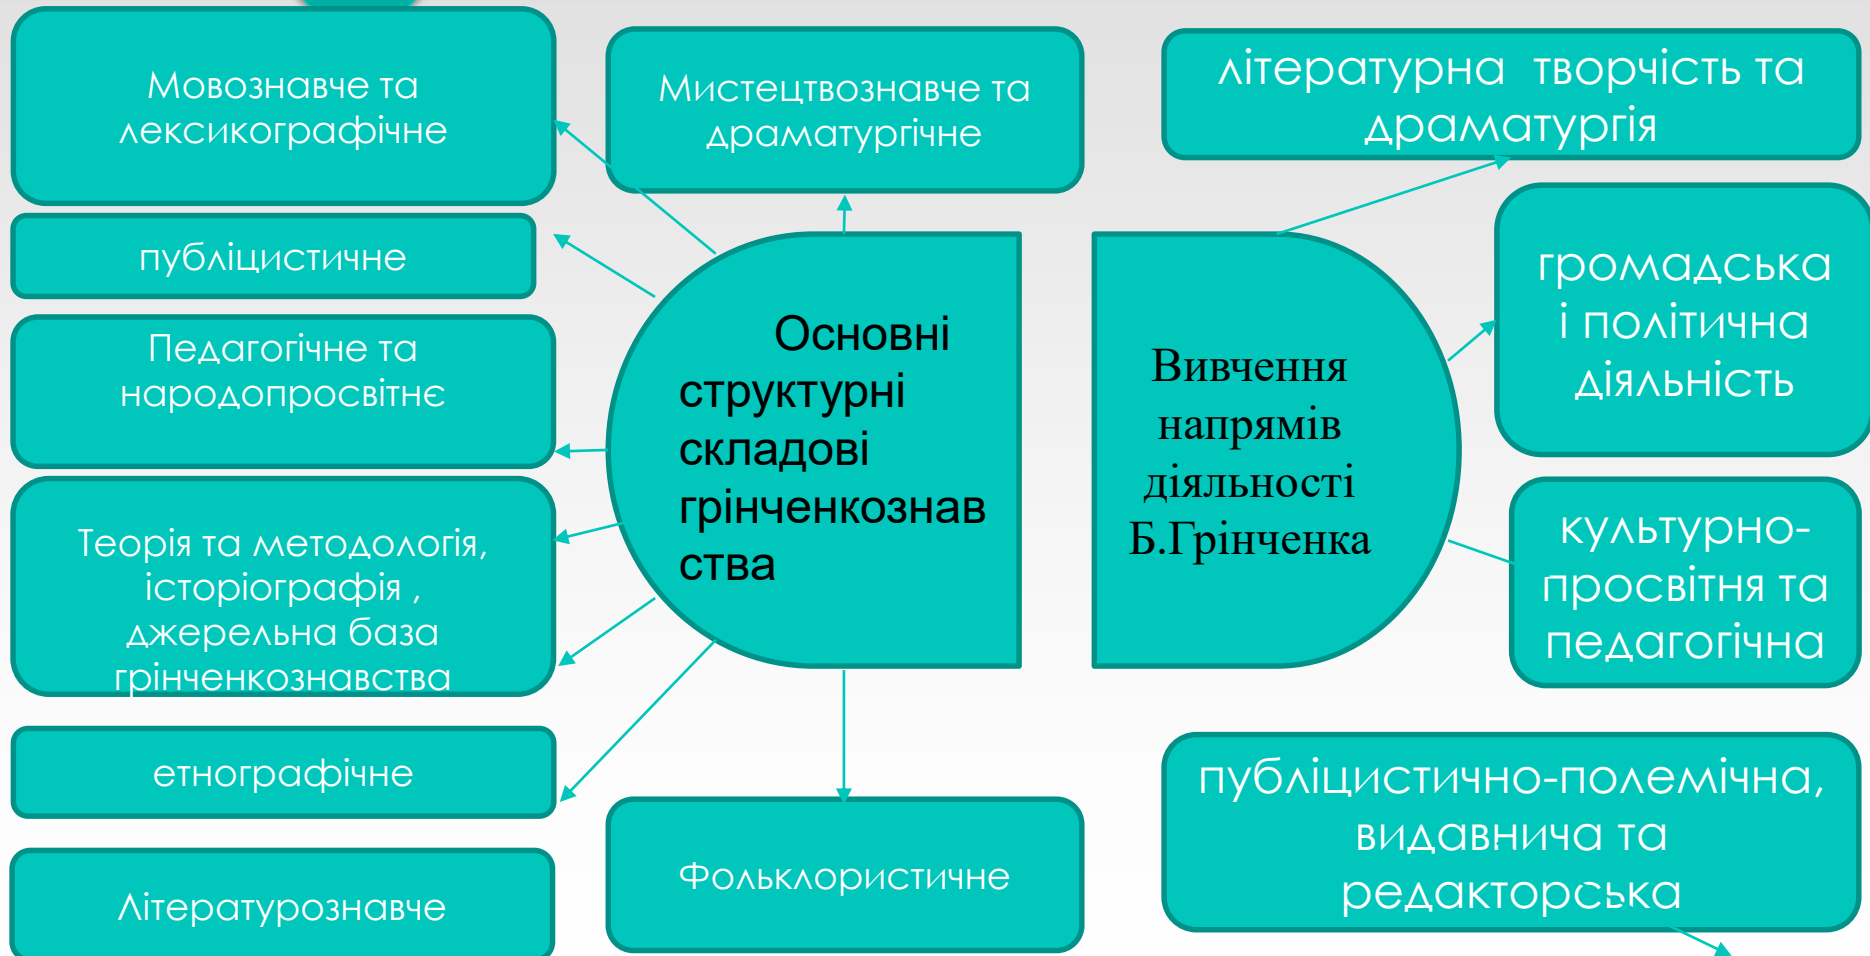 Мовознавче та
лексикографічне
публіцистичне
Педагогічне та
народопросвітнє
Теорія та методологія,
історіографія ,
джерельна база
грінченкознавства
етнографічне
Літературознавче
Мистецтвознавче та
драматургічне
Основні
структурні
складові
грінченкознав
ства
Фольклористичне
Вивчення
напрямів
діяльності
Б.Грінченка
літературна творчість та
драматургія
громадська
і політична
діяльність
культурно-
просвітня та
педагогічна
публіцистично-полемічна,
видавнича та
редакторська